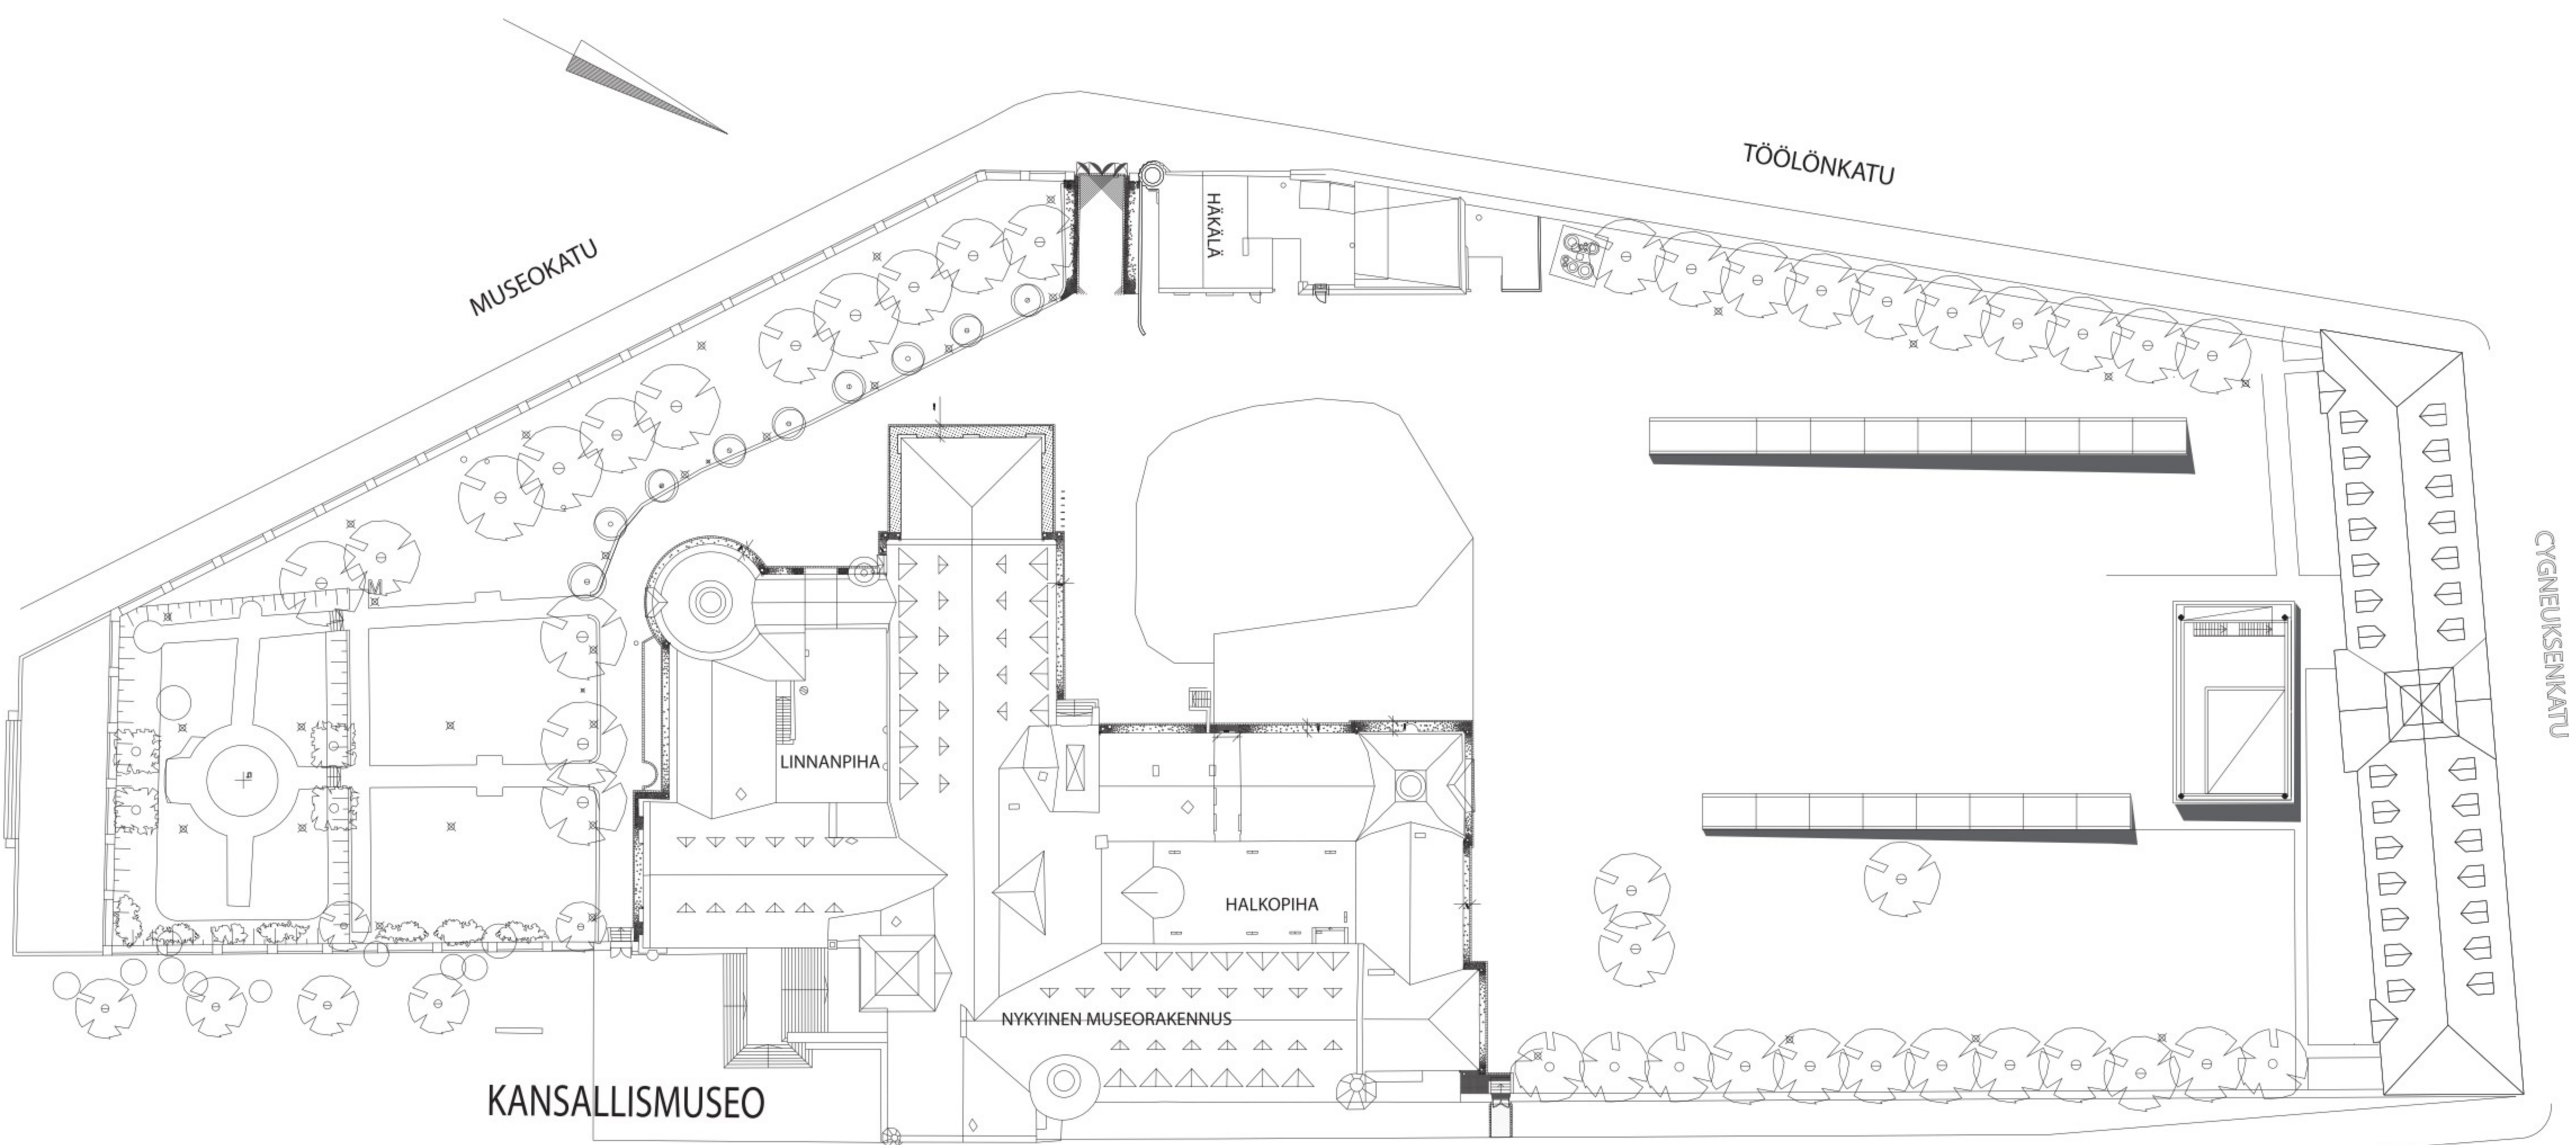 TÖÖLÖNKATU
MUSEOKATU
HÄKÄLÄ
M
CYGNEUKSENKATU
LINNANPIHA
HALKOPIHA
NYKYINEN MUSEORAKENNUS
KANSALLISMUSEO